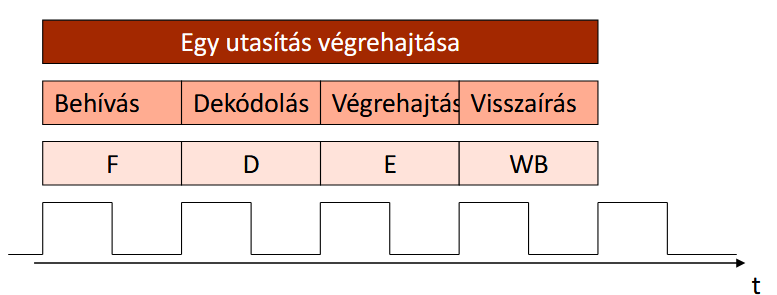 Egy utasítás végrehajtása
Behívás Dekódolás Végrehajtás Visszaírás
F D E WB
t